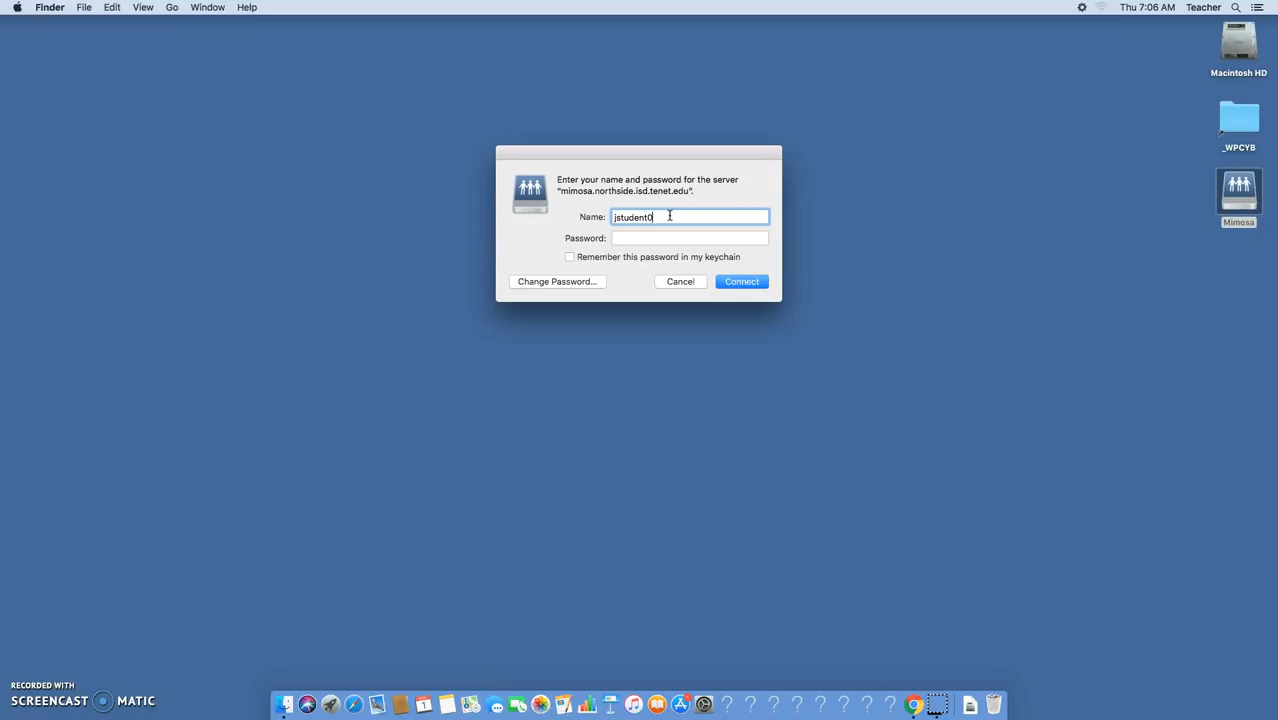 Finder File Edit View Go Window Help Thu 7:06 AM Teacher
Macintosh HD
_WPCYB
Enter your name and password for the server
"mimosa.northside.isd.tenet.edu".
Name: jstudent0
Password:
Remember this password in my keychain
Change Password... Cancel Connect
Mimosa
RECORDED WITH
SCREENCAST MATIC
1
? ? ? ? ? ? ? ?